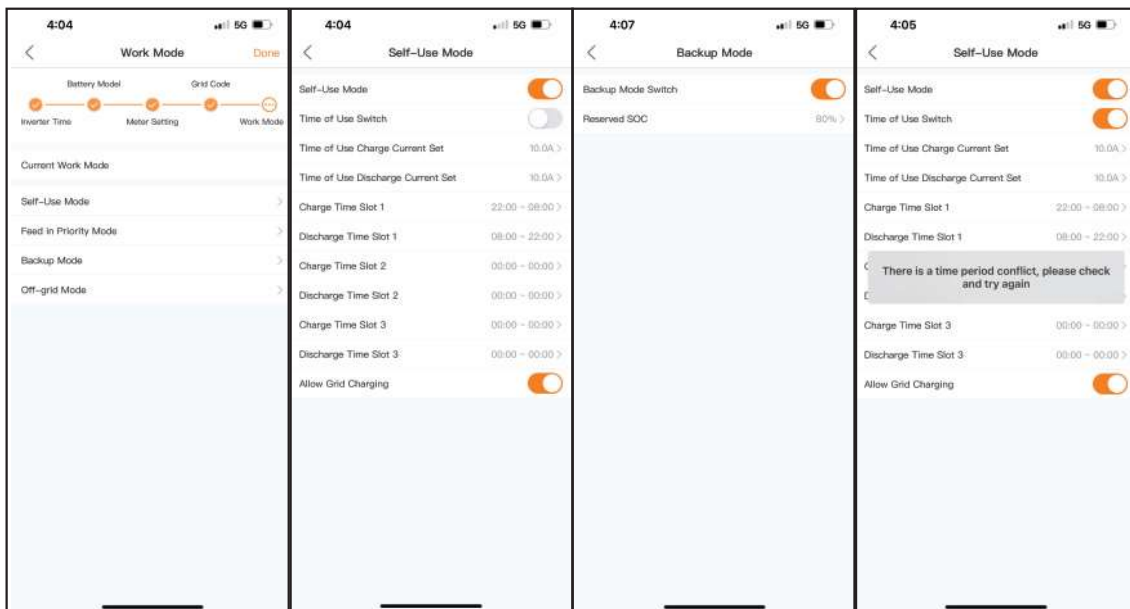 4:04
5G
Work Mode
Done
Battery Model
Grid Code
Inverter Time
Meter Setting
Work Mode
Current Work Mode
Self-Use Mode
Feed in Priority Mode
Backup Mode
Off-grid Mode
4:04
5G
Self-Use Mode
Self-Use Mode
Time of Use Switch
Time of Use Charge Current Set 10.0A
Time of Use Discharge Current Set 10.0A
Charge Time Slot 1 22:00 - 08:00
Discharge Time Slot 1 08:00 - 22:00
Charge Time Slot 2 00:00 - 00:00
Discharge Time Slot 2 00:00 - 00:00
Charge Time Slot 3 00:00 - 00:00
Discharge Time Slot 3 00:00 - 00:00
Allow Grid Charging
4:07
5G
Backup Mode
Backup Mode Switch
Reserved SOC 80%
4:05
5G
Self-Use Mode
Self-Use Mode
Time of Use Switch
Time of Use Charge Current Set 10.0A
Time of Use Discharge Current Set 10.0A
Charge Time Slot 1 22:00 - 08:00
Discharge Time Slot 1 08:00 - 22:00
There is a time period conflict, please check
and try again
Charge Time Slot 3 00:00 - 00:00
Discharge Time Slot 3 00:00 - 00:00
Allow Grid Charging